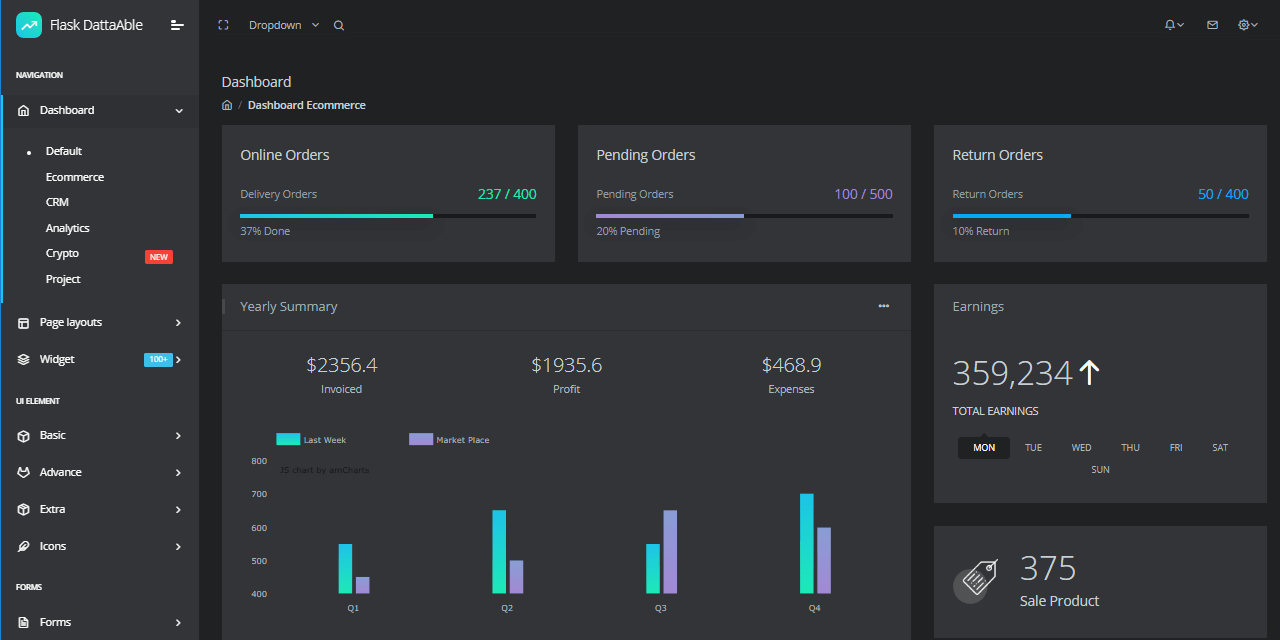 Flask DattaAble
NAVIGATION
Dashboard
Default
Ecommerce
CRM
Analytics
Crypto NEW
Project
Page layouts
Widget 100+
UI ELEMENT
Basic
Advance
Extra
Icons
FORMS
Forms
Dropdown
Dashboard
/ Dashboard Ecommerce
Online Orders
Delivery Orders 237 / 400
37% Done
Pending Orders
Pending Orders 100 / 500
20% Pending
Return Orders
Return Orders 50 / 400
10% Return
Yearly Summary
$2356.4 $1935.6 $468.9
Invoiced Profit Expenses
Last Week Market Place
JS chart by amCharts
800
700
600
500
400
Q1 Q2 Q3 Q4
Earnings
359,234
TOTAL EARNINGS
MON TUE WED THU FRI SAT
SUN
375
Sale Product